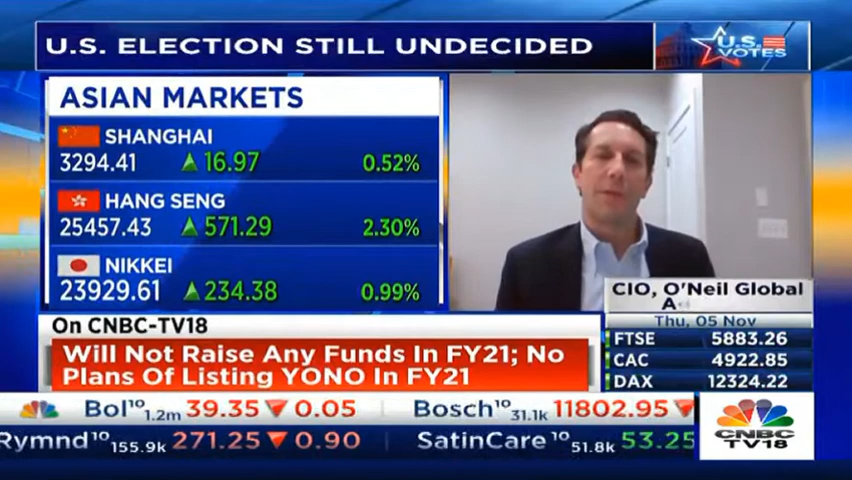 U.S. ELECTION STILL UNDECIDED
U.S.
VOTES
ASIAN MARKETS
SHANGHAI
3294.41 ▲ 16.97 0.52%
HANG SENG
25457.43 ▲ 571.29 2.30%
NIKKEI
23929.61 ▲ 234.38 0.99%
CIO, O'Neil Global
A
Thu, 05 Nov
FTSE 5883.26
CAC 4922.85
DAX 12324.22
On CNBC-TV18
Will Not Raise Any Funds In FY21; No
Plans Of Listing YONO In FY21
BoI10 1.2m 39.35 ▼ 0.05 Bosch10 31.1k 11802.95 ▼
Rymnd10 155.9k 271.25 ▼ 0.90 SatinCare10 51.8k 53.25
CNBC
TV18